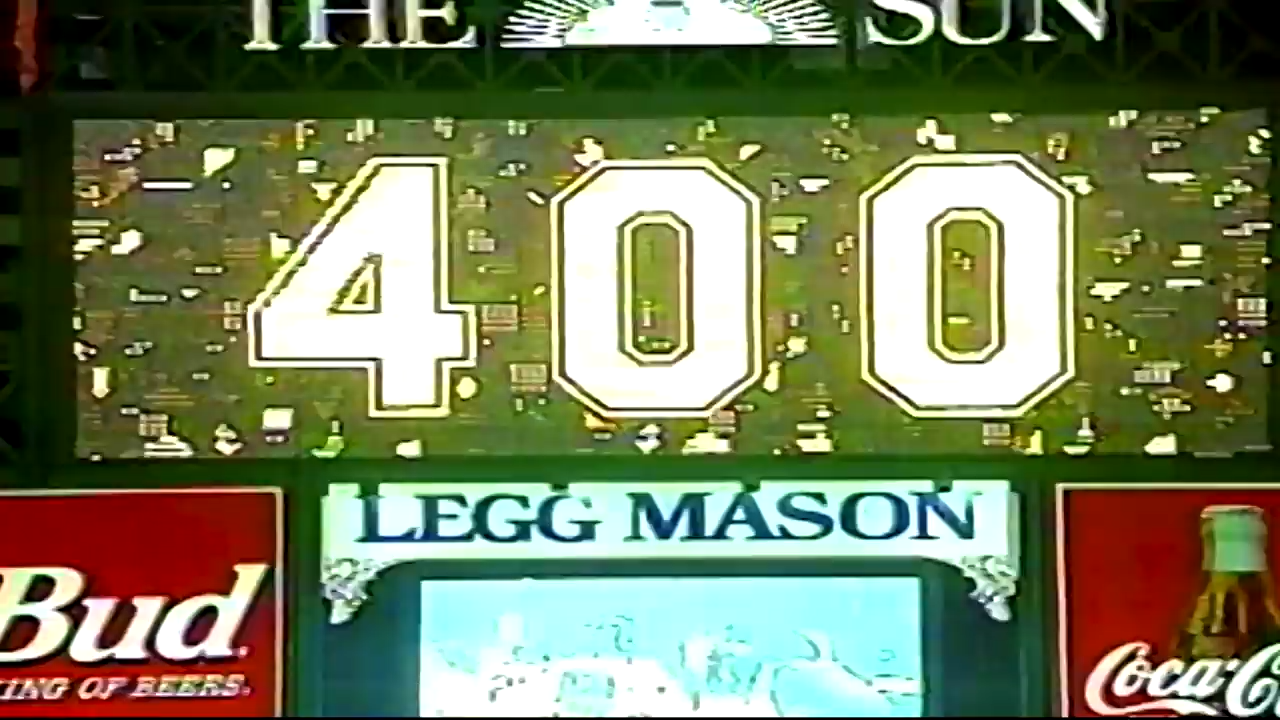 THE SUN
400
LEGG MASON
Bud
KING OF BEERS.
Coca-C